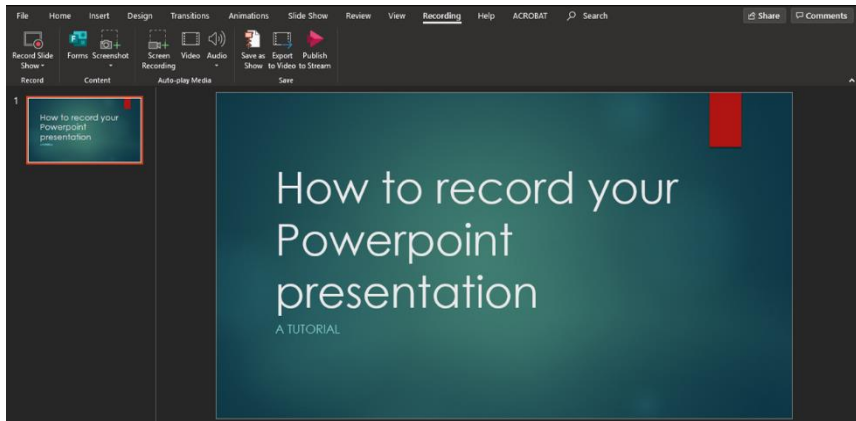 File Home Insert Design Transitions Animations Slide Show Review View Recording Help ACROBAT Search Share Comments
Record Slide Forms Screenshot Screen Video Audio Save as Export Publish
Show Recording Show to Video to Stream
Record Content Auto-play Media Save
1
How to record your
Powerpoint
presentation
How to record your
Powerpoint
presentation
A TUTORIAL